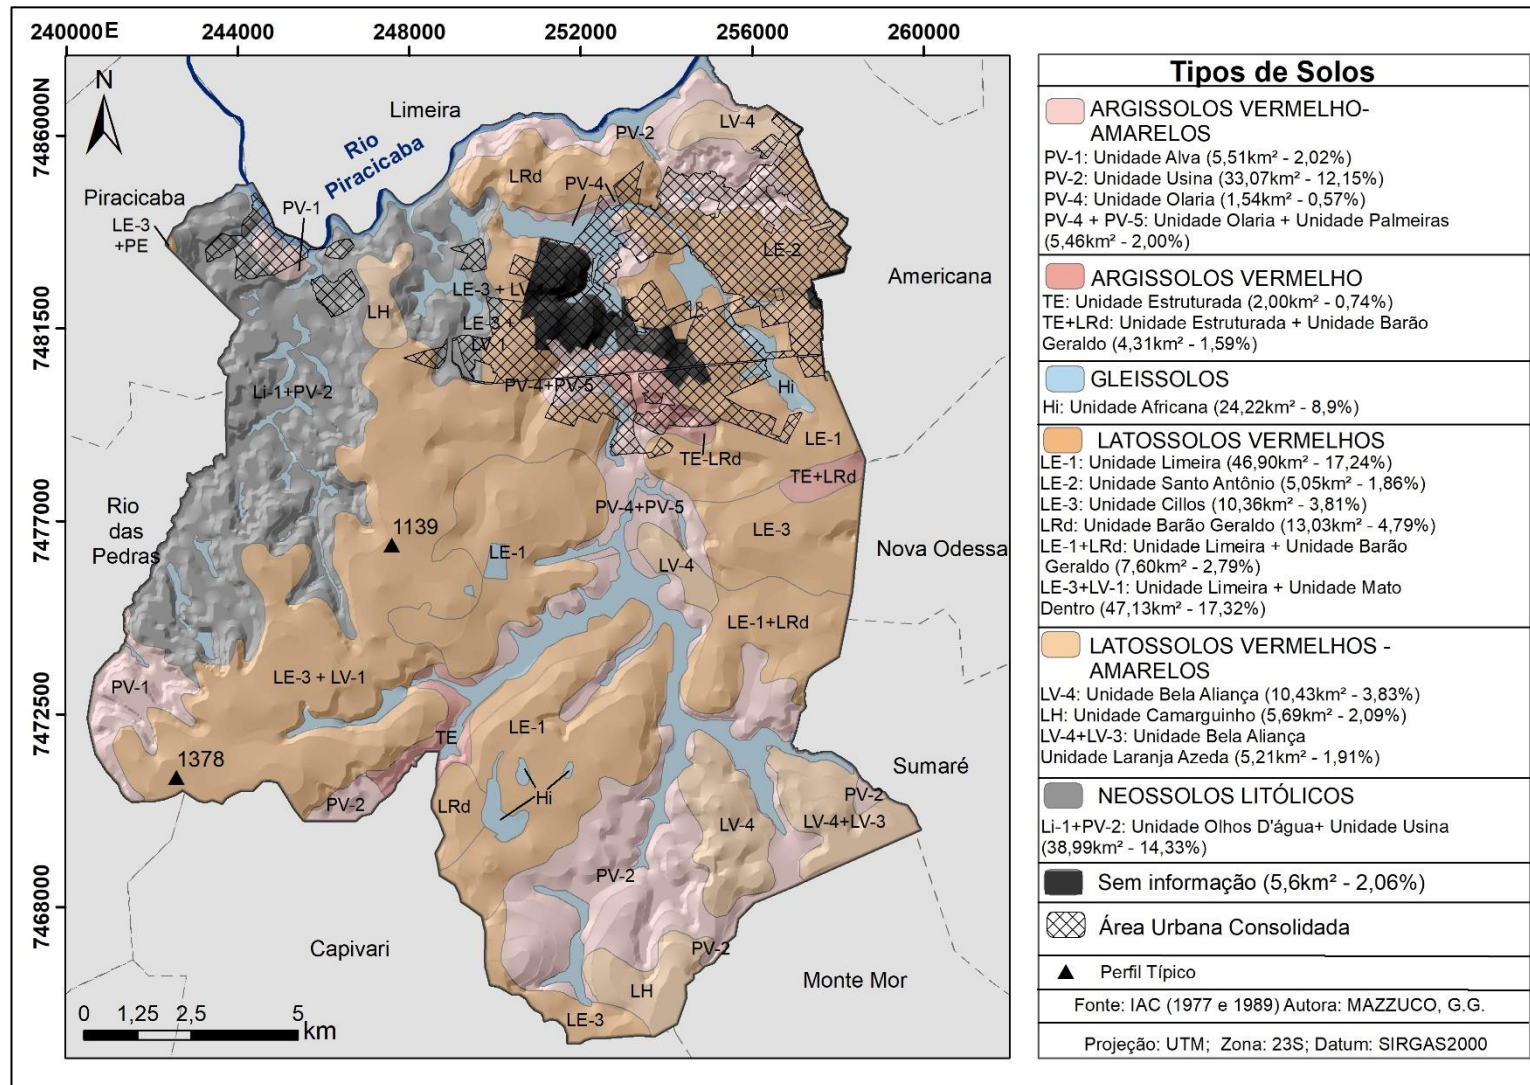 240000E 244000 248000 252000 256000 260000
7486000N
7481500
7477000
7472500
7468000
N
Limeira
Rio
Piracicaba
Piracicaba
LE-3
+PE
PV-1
LRd
PV-2
LV-4
PV-4
LE-2
Americana
LE-3 + LV-1
LE-3 +
LV-1
LH
Li-1+PV-2
PV-4+PV-5
Hi
LE-1
TE-LRd
TE+LRd
Rio
das
Pedras
1139
LE-1
PV-4+PV-5
LE-3
Nova Odessa
LV-4
LE-1+LRd
PV-1
LE-3 + LV-1
TE
LE-1
1378
PV-2
LRd
Hi
LV-4
PV-2
LV-4+LV-3
Sumaré
PV-2
PV-2
LH
LE-3
Capivari
Monte Mor
0 1,25 2,5 5
km
Tipos de Solos
ARGISSOLOS VERMELHO-
AMARELOS
PV-1: Unidade Alva (5,51km² - 2,02%)
PV-2: Unidade Usina (33,07km² - 12,15%)
PV-4: Unidade Olaria (1,54km² - 0,57%)
PV-4 + PV-5: Unidade Olaria + Unidade Palmeiras
(5,46km² - 2,00%)
ARGISSOLOS VERMELHO
TE: Unidade Estruturada (2,00km² - 0,74%)
TE+LRd: Unidade Estruturada + Unidade Barão
Geraldo (4,31km² - 1,59%)
GLEISSOLOS
Hi: Unidade Africana (24,22km² - 8,9%)
LATOSSOLOS VERMELHOS
LE-1: Unidade Limeira (46,90km² - 17,24%)
LE-2: Unidade Santo Antônio (5,05km² - 1,86%)
LE-3: Unidade Cillos (10,36km² - 3,81%)
LRd: Unidade Barão Geraldo (13,03km² - 4,79%)
LE-1+LRd: Unidade Limeira + Unidade Barão
Geraldo (7,60km² - 2,79%)
LE-3+LV-1: Unidade Limeira + Unidade Mato
Dentro (47,13km² - 17,32%)
LATOSSOLOS VERMELHOS -
AMARELOS
LV-4: Unidade Bela Aliança (10,43km² - 3,83%)
LH: Unidade Camarguinho (5,69km² - 2,09%)
LV-4+LV-3: Unidade Bela Aliança
Unidade Laranja Azeda (5,21km² - 1,91%)
NEOSSOLOS LITÓLICOS
Li-1+PV-2: Unidade Olhos D'água+ Unidade Usina
(38,99km² - 14,33%)
Sem informação (5,6km² - 2,06%)
Área Urbana Consolidada
Perfil Típico
Fonte: IAC (1977 e 1989) Autora: MAZZUCO, G.G.
Projeção: UTM; Zona: 23S; Datum: SIRGAS2000